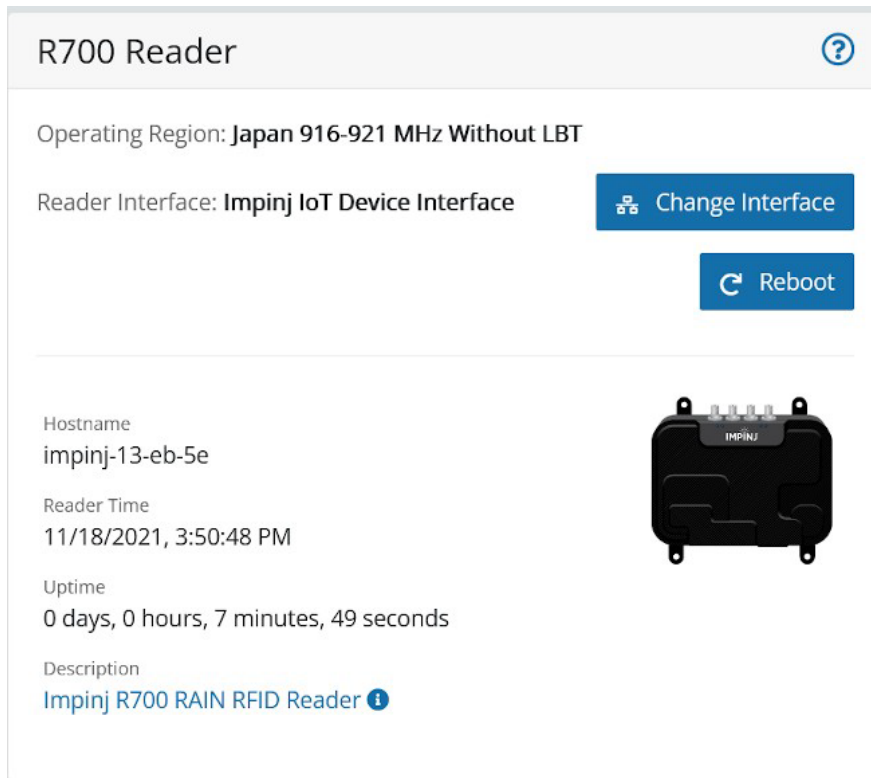 R700 Reader
Operating Region: Japan 916-921 MHz Without LBT
Reader Interface: Impinj IoT Device Interface
Change Interface
Reboot
Hostname
impinj-13-eb-5e
IMPINJ
Reader Time
11/18/2021, 3:50:48 PM
Uptime
0 days, 0 hours, 7 minutes, 49 seconds
Description
Impinj R700 RAIN RFID Reader